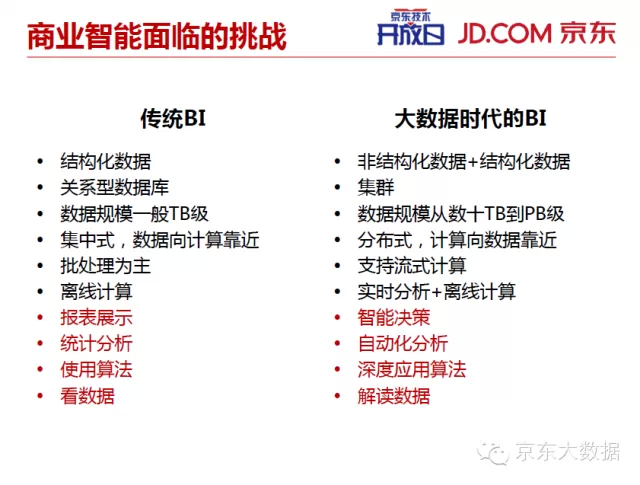 商业智能面临的挑战
京东技术
开放日
JD.COM 京东
传统BI
• 结构化数据
• 关系型数据库
• 数据规模一般TB级
• 集中式，数据向计算靠近
• 批处理为主
• 离线计算
• 报表展示
• 统计分析
• 使用算法
• 看数据
大数据时代的BI
• 非结构化数据+结构化数据
• 集群
• 数据规模从数十TB到PB级
• 分布式，计算向数据靠近
• 支持流式计算
• 实时分析+离线计算
• 智能决策
• 自动化分析
• 深度应用算法
• 解读数据
京东大数据